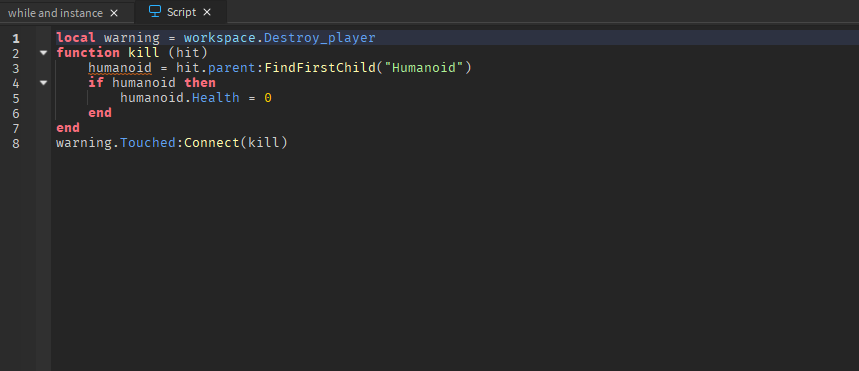 while and instance × Script ×
1 local warning = workspace.Destroy_player
2 function kill (hit)
3 humanoid = hit.parent:FindFirstChild("Humanoid")
4 if humanoid then
5 humanoid.Health = 0
6 end
7 end
8 warning.Touched:Connect(kill)